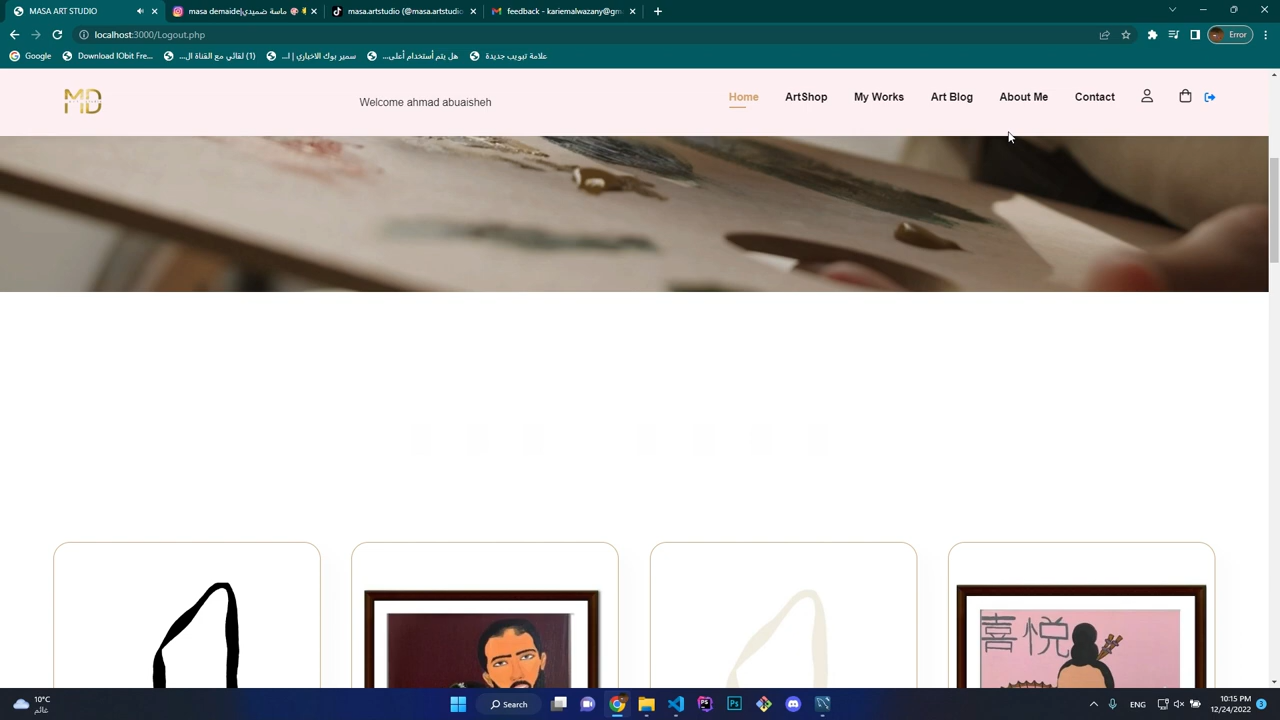 MASA ART STUDIO
masa demaide|ماسة ضميدي
masa.artstudio (@masa.artstudio
feedback - kariemalwazany@gm
localhost:3000/Logout.php
Error
Google
Download IObit Fre...
(1) لقائي مع القناة ال...
سمير بوك الاخباري | ا...
هل يتم أستخدام أعلى...
علامة تبويب جديدة
MD
Welcome ahmad abuaisheh
Home
ArtShop
My Works
Art Blog
About Me
Contact
喜悦
10°C
غائم
Search
ENG
10:15 PM
12/24/2022
3